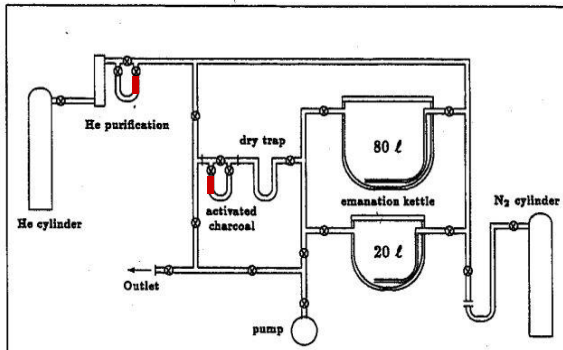 He purification
dry trap
80 ℓ
He cylinder
activated
charcoal
emanation kettle
N₂ cylinder
20 ℓ
Outlet
pump